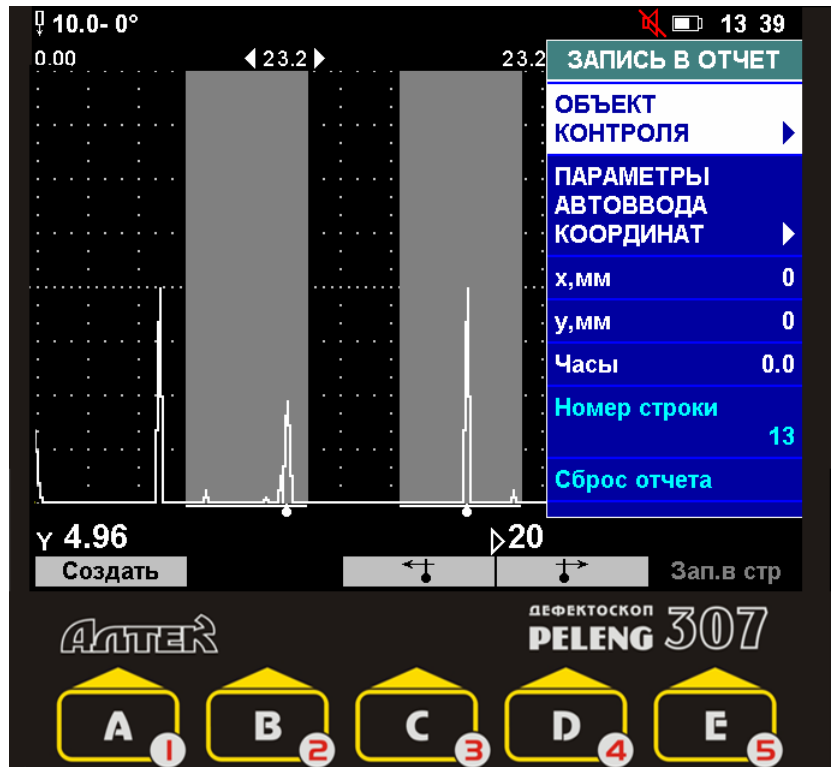 10.0- 0°
13 39
0.00
23.2
23.2
ЗАПИСЬ В ОТЧЕТ
ОБЪЕКТ
КОНТРОЛЯ
ПАРАМЕТРЫ
АВТОВВОДА
КООРДИНАТ
x,мм 0
y,мм 0
Часы 0.0
Номер строки
13
Сброс отчета
Y 4.96
20
Создать
Зап.в стр
АЛТЕК
ДЕФЕКТОСКОП
PELENG 307
A 1
B 2
C 3
D 4
E 5